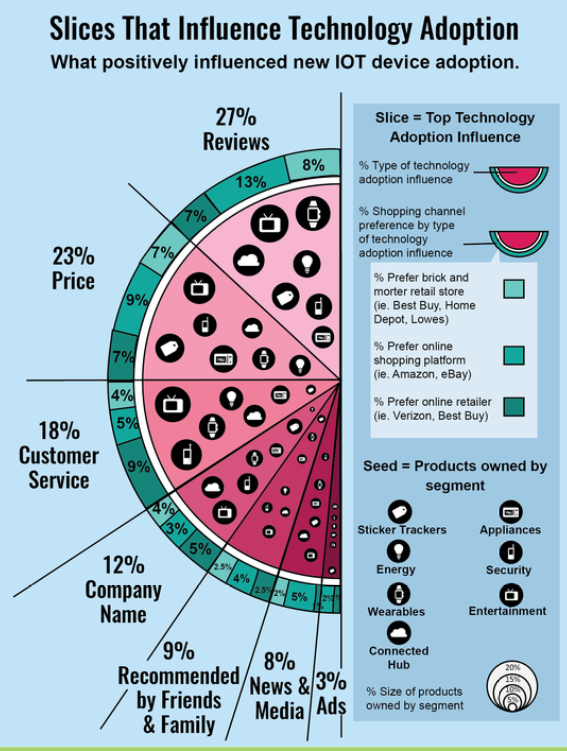 Slices That Influence Technology Adoption
What positively influenced new IOT device adoption.
27%
Reviews
8%
13%
7%
23%
Price
7%
9%
7%
18%
Customer
Service
4%
5%
9%
12%
Company
Name
4%
3%
5%
9%
Recommended
by Friends
& Family
2.5%
4%
2.5%
8%
News &
Media
2%
5%
3%
Ads
2%
Slice = Top Technology
Adoption Influence
% Type of technology
adoption influence
% Shopping channel
preference by type
of technology
adoption influence
% Prefer brick and
morter retail store
(ie. Best Buy, Home
Depot, Lowes)
% Prefer online
shopping platform
(ie. Amazon, eBay)
% Prefer online retailer
(ie. Verizon, Best Buy)
Seed = Products owned by
segment
Sticker Trackers
Appliances
Energy
Security
Wearables
Entertainment
Connected
Hub
% Size of products
owned by segment
20%
15%
10%
5%